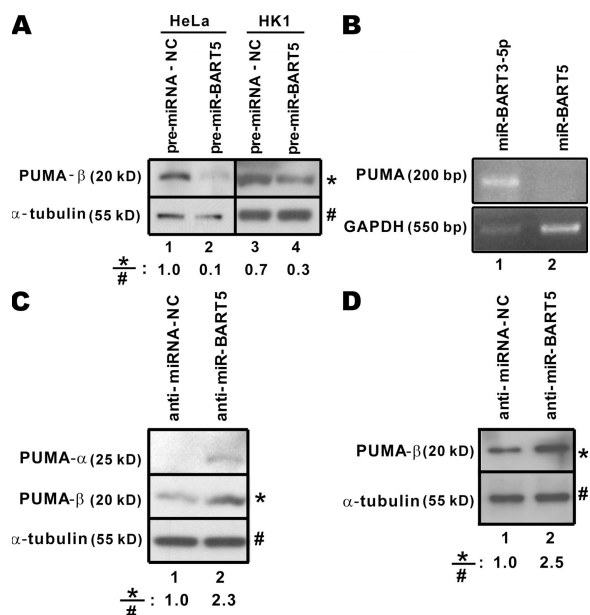 A
HeLa HK1
pre-miRNA-NC
pre-miR-BART5
pre-miRNA-NC
pre-miR-BART5
PUMA-β (20 kD) *
α-tubulin (55 kD) #
1 2 3 4
*/# : 1.0 0.1 0.7 0.3
B
miR-BART3-5p
miR-BART5
PUMA (200 bp)
GAPDH (550 bp)
1 2
C
anti-miRNA-NC
anti-miR-BART5
PUMA-α (25 kD)
PUMA-β (20 kD) *
α-tubulin (55 kD) #
1 2
*/# : 1.0 2.3
D
anti-miRNA-NC
anti-miR-BART5
PUMA-β(20 kD) *
α-tubulin (55 kD) #
1 2
*/# : 1.0 2.5